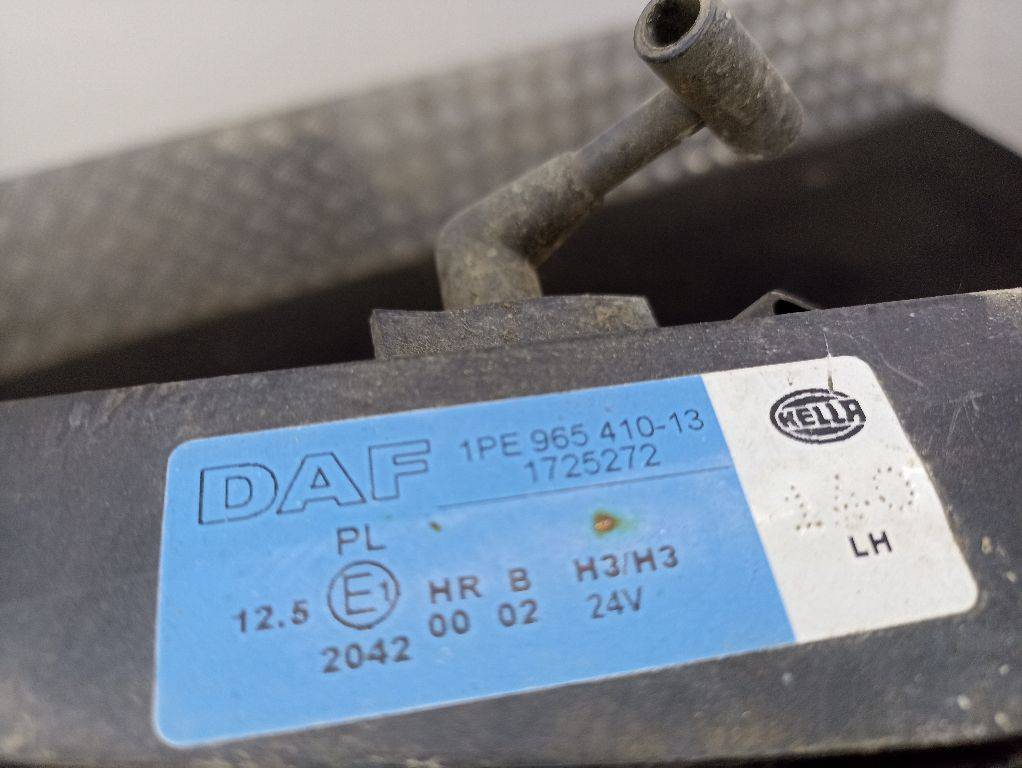 DAF 1PE 965 410-13
1725272
PL
12.5 E1 HR B H3/H3
2042 00 02 24V
HELLA
LH